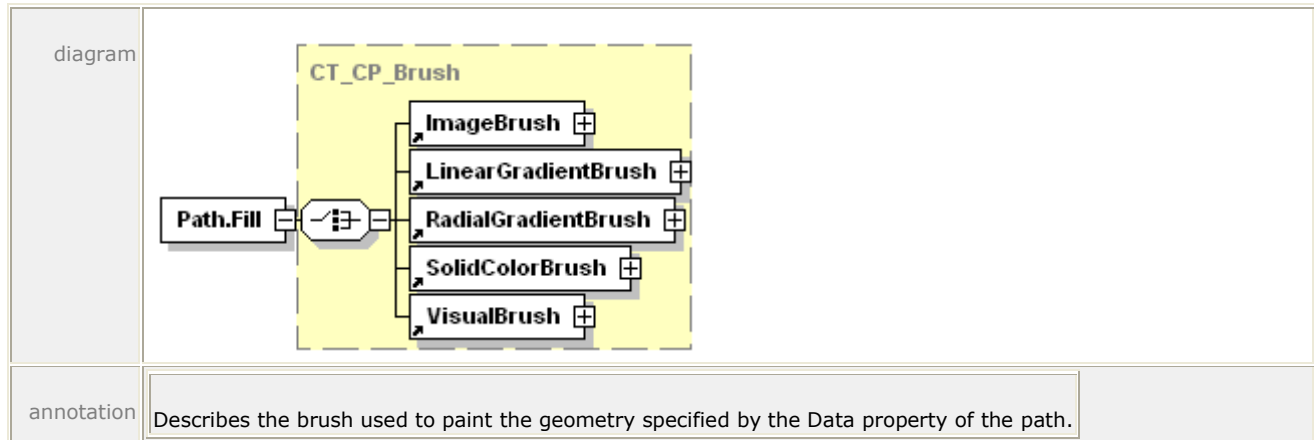 diagram
CT_CP_Brush
ImageBrush
LinearGradientBrush
Path.Fill
RadialGradientBrush
SolidColorBrush
VisualBrush
annotation
Describes the brush used to paint the geometry specified by the Data property of the path.